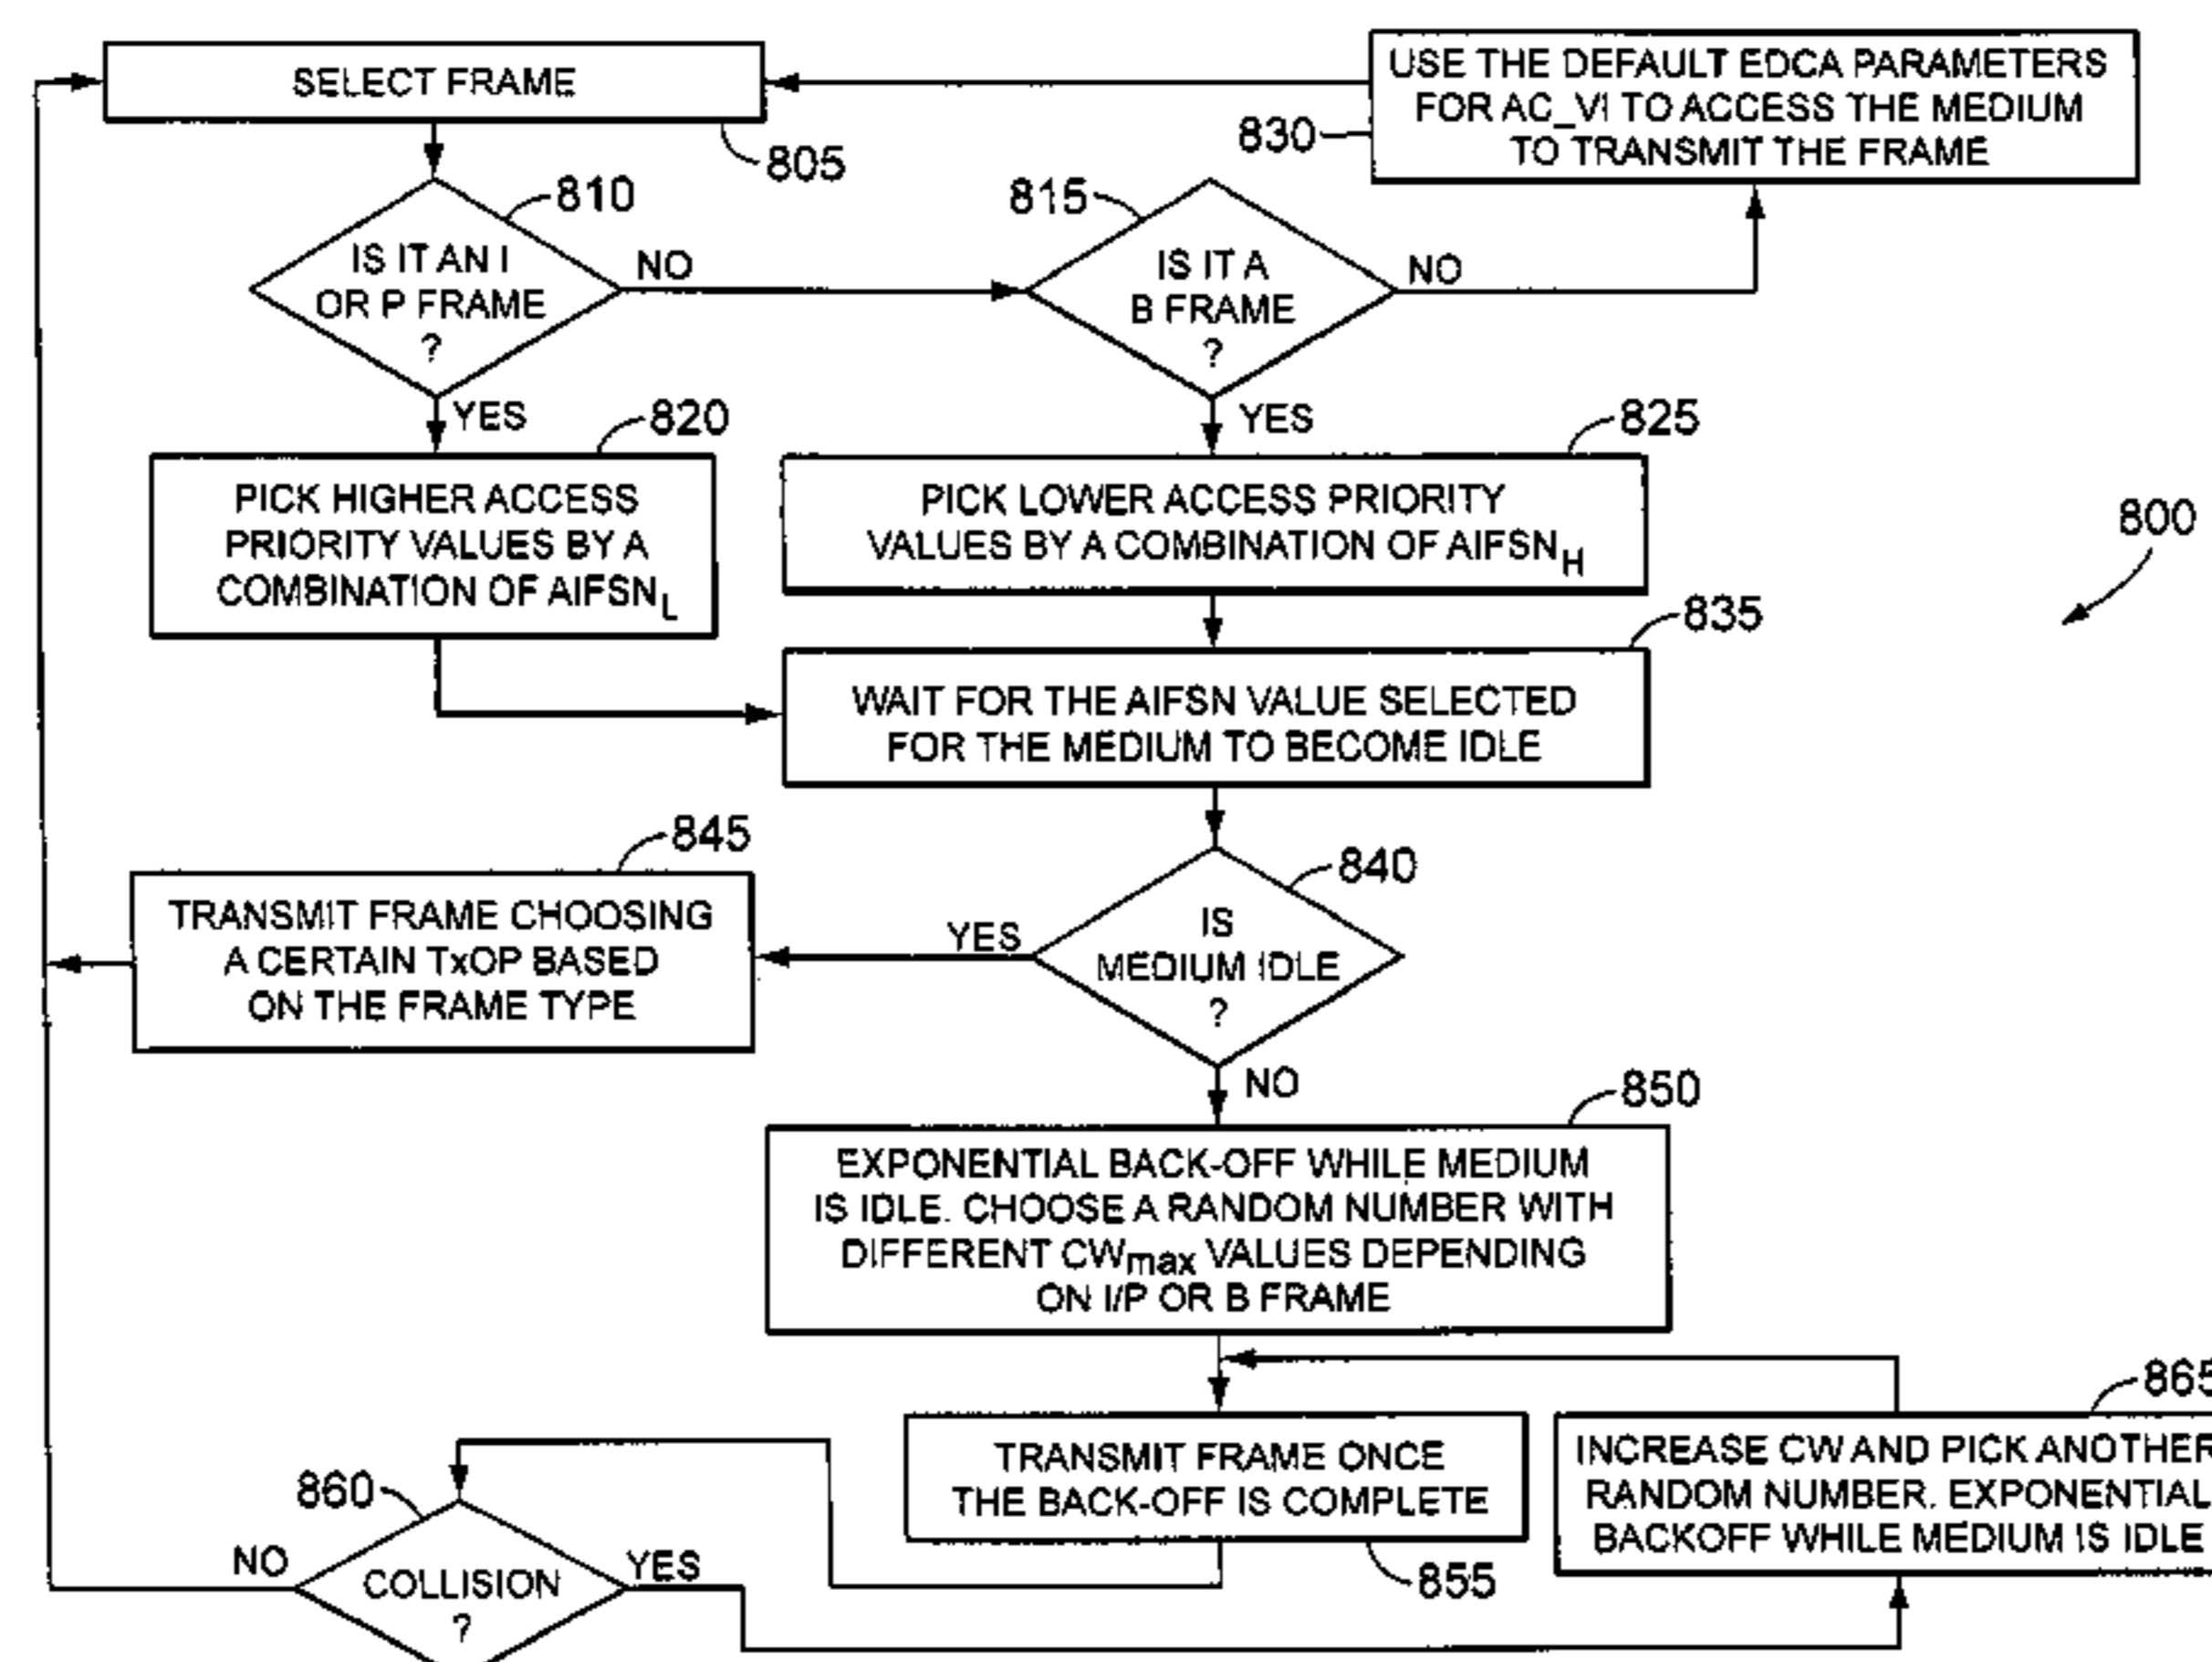 SELECT FRAME
805
USE THE DEFAULT EDCA PARAMETERS
FOR AC_VI TO ACCESS THE MEDIUM
TO TRANSMIT THE FRAME
830
810
IS IT AN I
OR P FRAME
?
NO
YES
815
IS IT A
B FRAME
?
NO
YES
820
PICK HIGHER ACCESS
PRIORITY VALUES BY A
COMBINATION OF AIFSNL
825
PICK LOWER ACCESS PRIORITY
VALUES BY A COMBINATION OF AIFSNH
800
835
WAIT FOR THE AIFSN VALUE SELECTED
FOR THE MEDIUM TO BECOME IDLE
840
IS
MEDIUM IDLE
?
YES
NO
845
TRANSMIT FRAME CHOOSING
A CERTAIN TxOP BASED
ON THE FRAME TYPE
850
EXPONENTIAL BACK-OFF WHILE MEDIUM
IS IDLE. CHOOSE A RANDOM NUMBER WITH
DIFFERENT CWmax VALUES DEPENDING
ON I/P OR B FRAME
TRANSMIT FRAME ONCE
THE BACK-OFF IS COMPLETE
855
860
COLLISION
?
NO
YES
865
INCREASE CW AND PICK ANOTHER
RANDOM NUMBER. EXPONENTIAL
BACKOFF WHILE MEDIUM IS IDLE